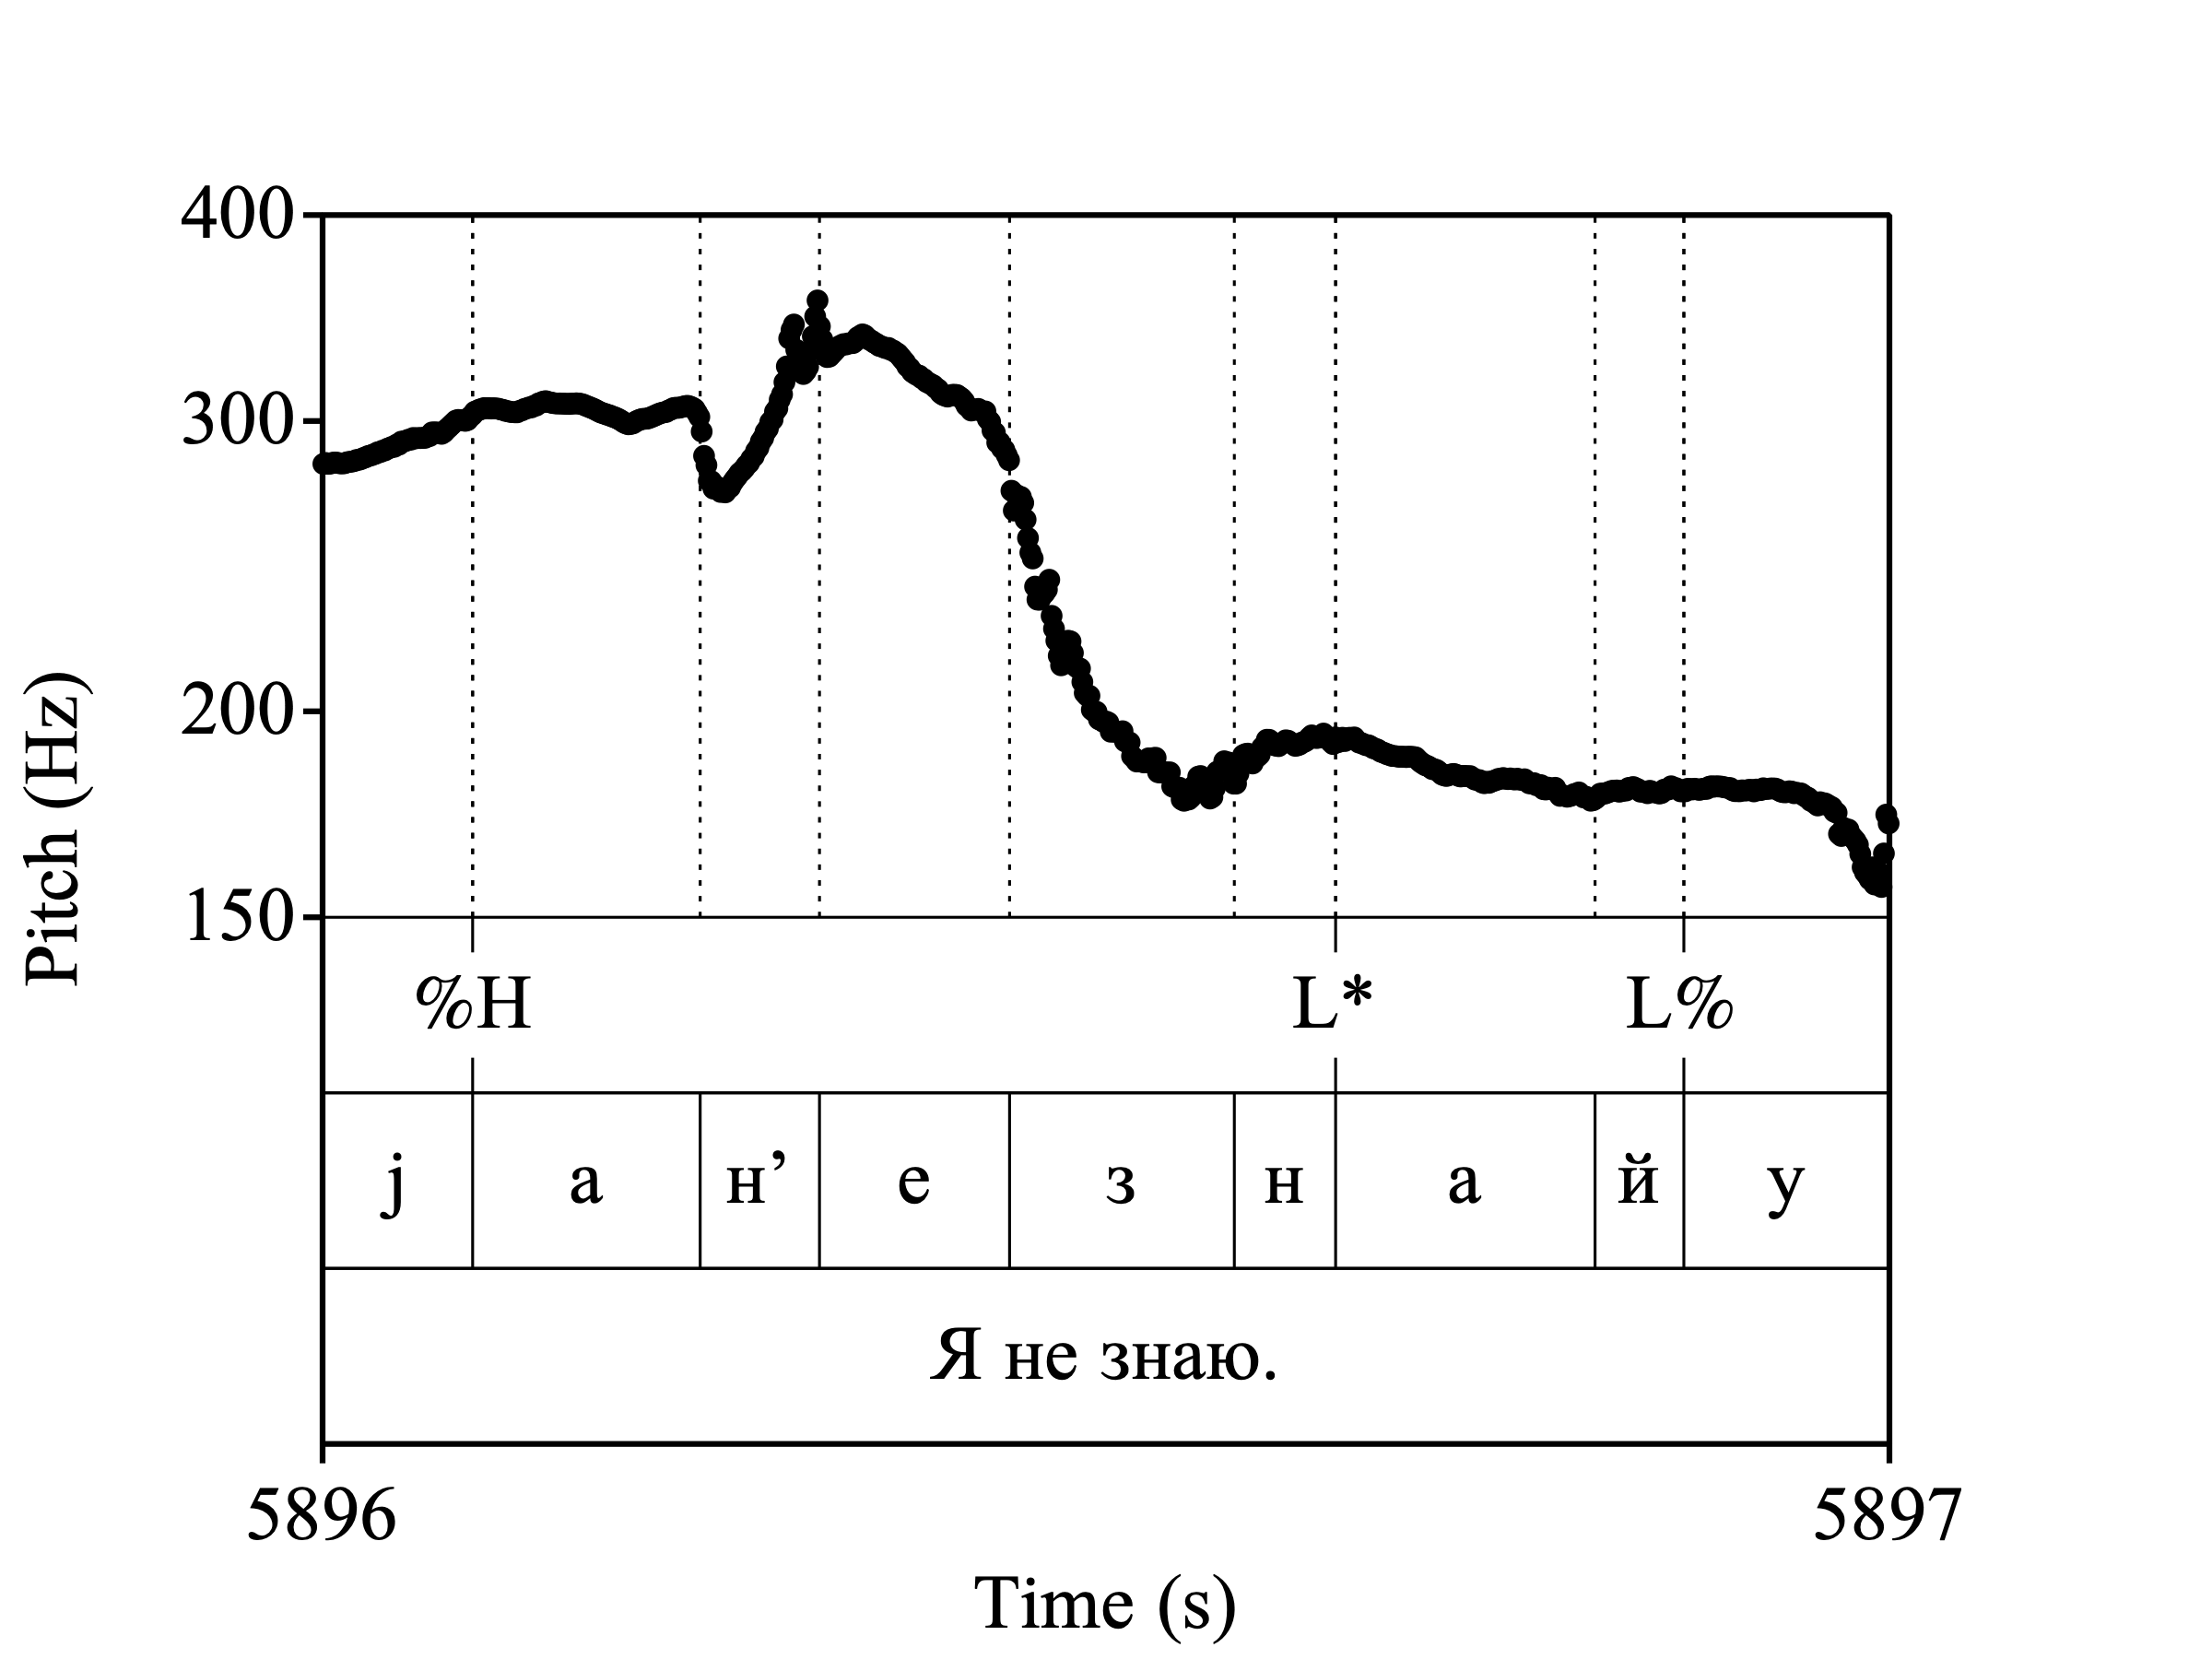 400
300
200
150
Pitch (Hz)
%H L* L%
j а н’ е з н а й у
Я не знаю.
5896 5897
Time (s)